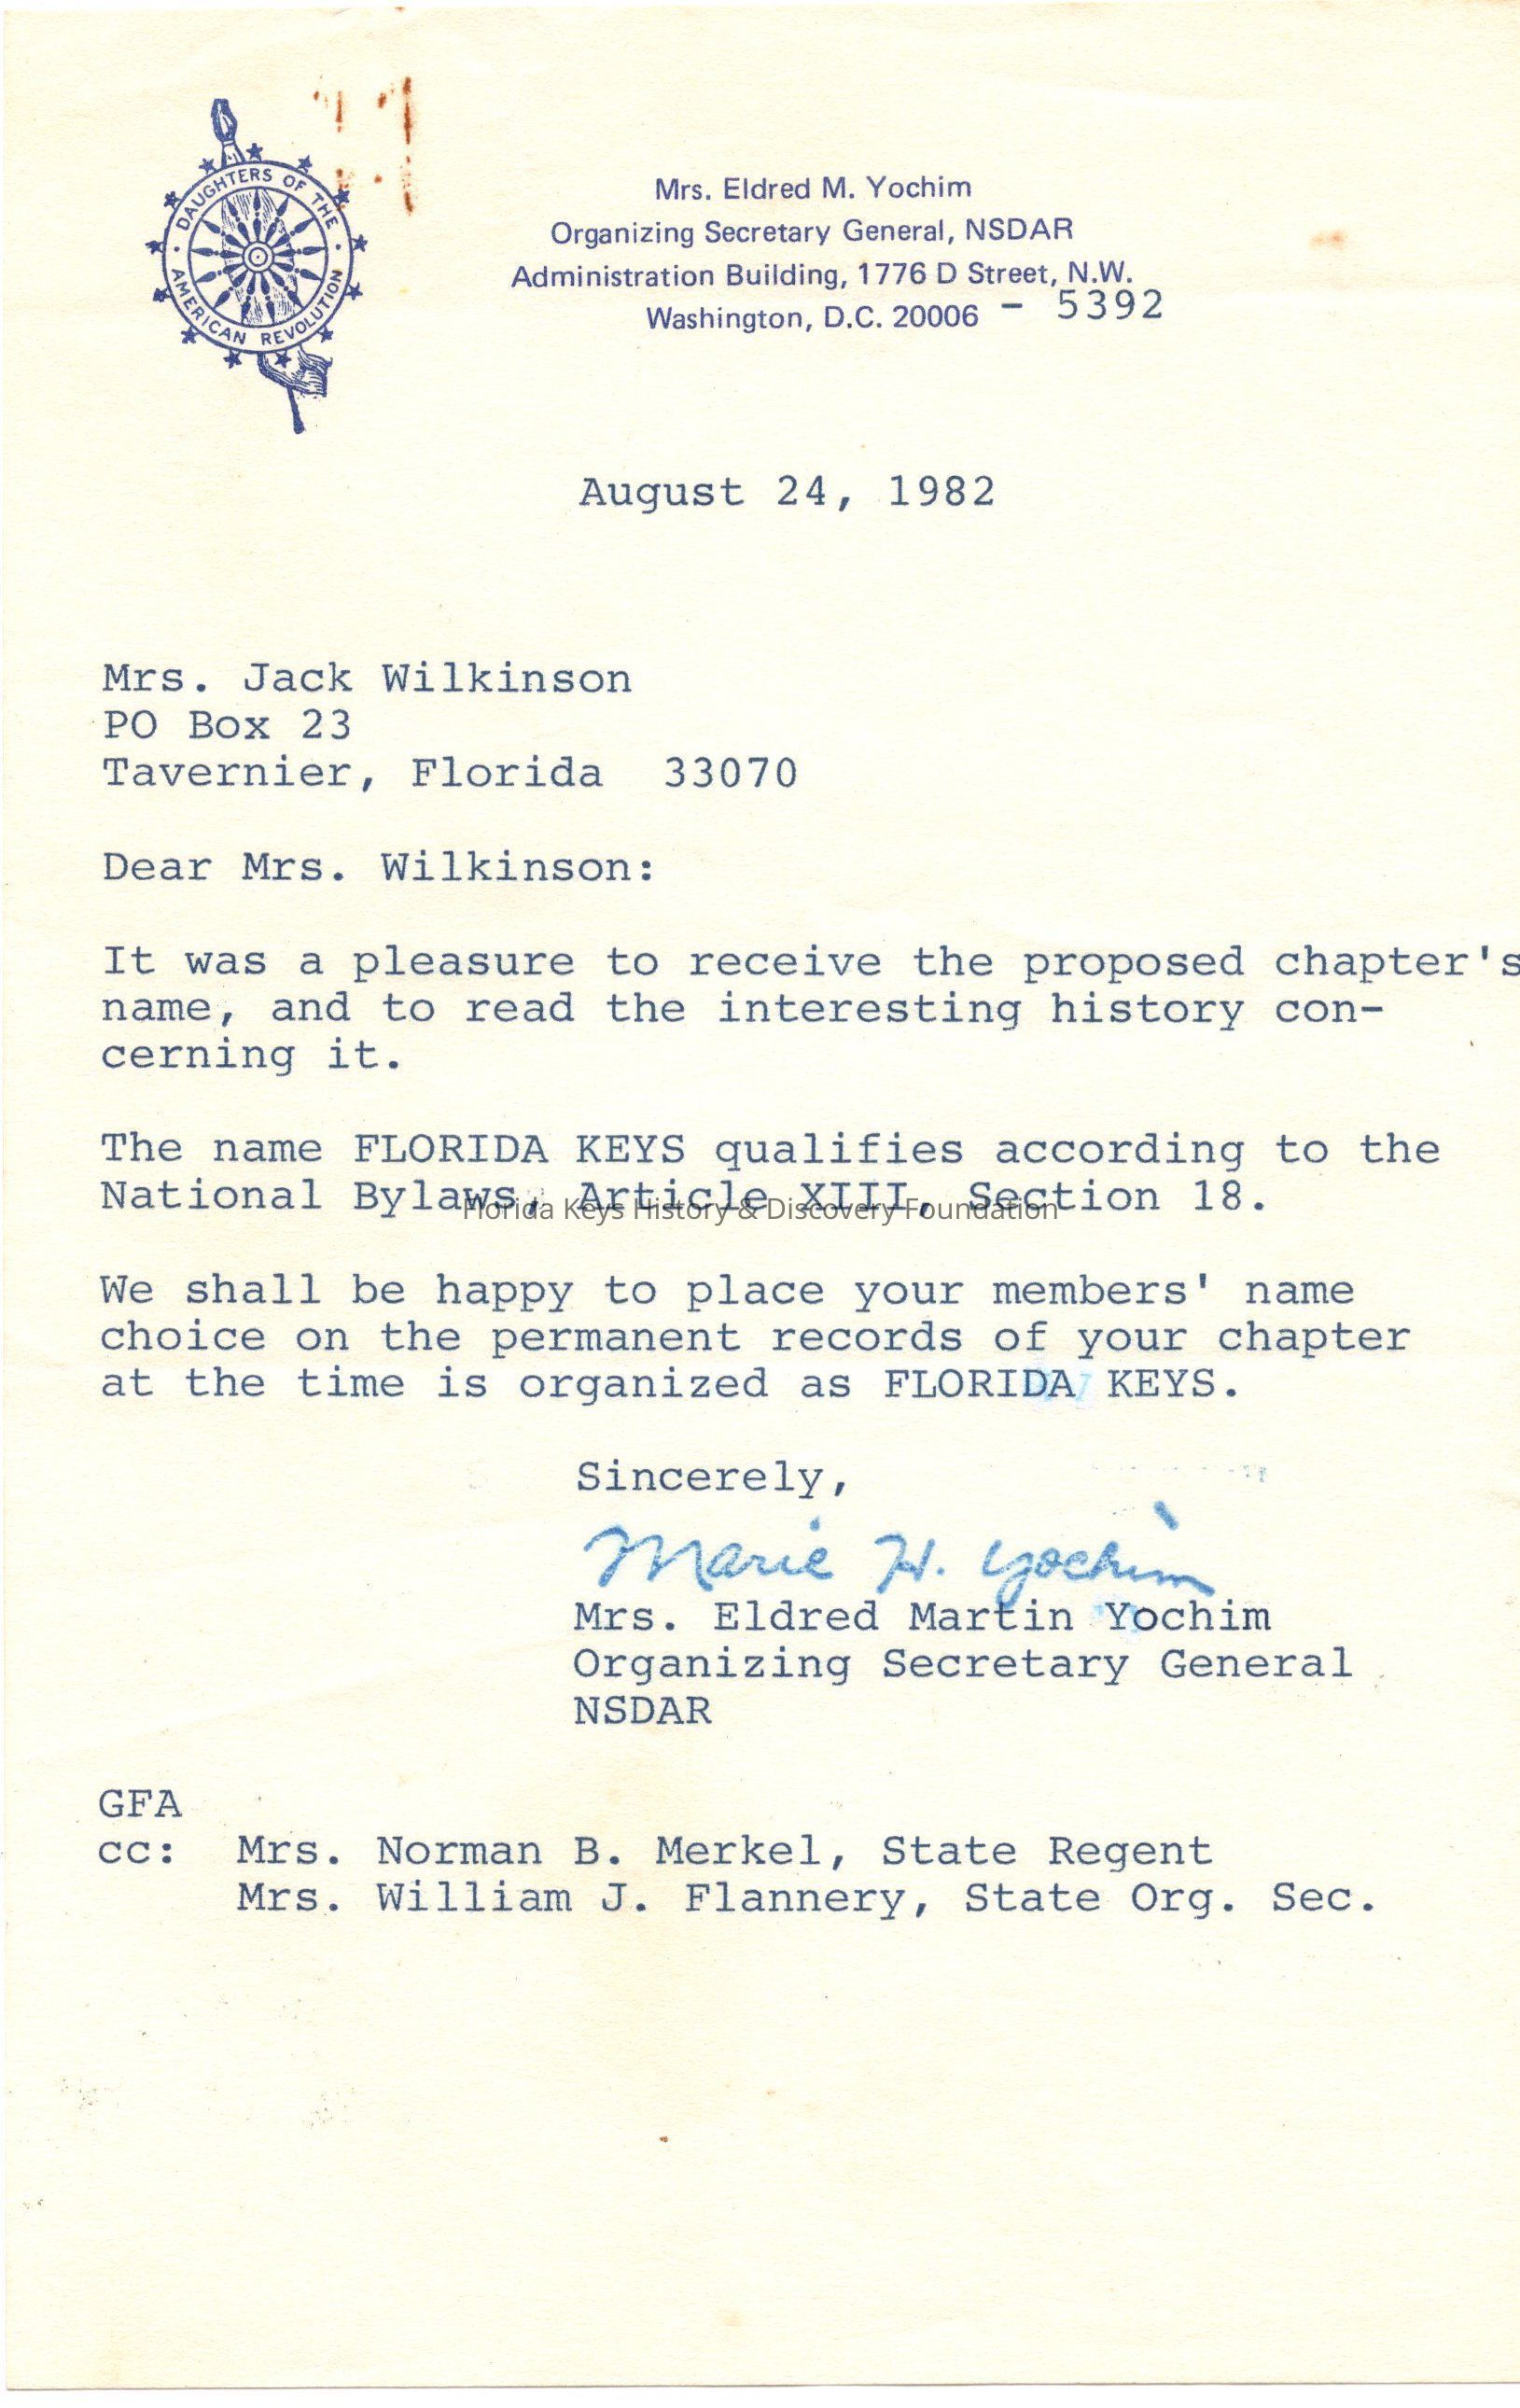 DAUGHTERS OF THE
AMERICAN REVOLUTION
Mrs. Eldred M. Yochim
Organizing Secretary General, NSDAR
Administration Building, 1776 D Street, N.W.
Washington, D.C. 20006 - 5392
August 24, 1982
Mrs. Jack Wilkinson
PO Box 23
Tavernier, Florida 33070
Dear Mrs. Wilkinson:
It was a pleasure to receive the proposed chapter's
name, and to read the interesting history con-
cerning it.
The name FLORIDA KEYS qualifies according to the
National Bylaws, Article XIII, Section 18.
Florida Keys History & Discovery Foundation
We shall be happy to place your members' name
choice on the permanent records of your chapter
at the time is organized as FLORIDA KEYS.
Sincerely,
Marie H. Yochim
Mrs. Eldred Martin Yochim
Organizing Secretary General
NSDAR
GFA
cc: Mrs. Norman B. Merkel, State Regent
Mrs. William J. Flannery, State Org. Sec.